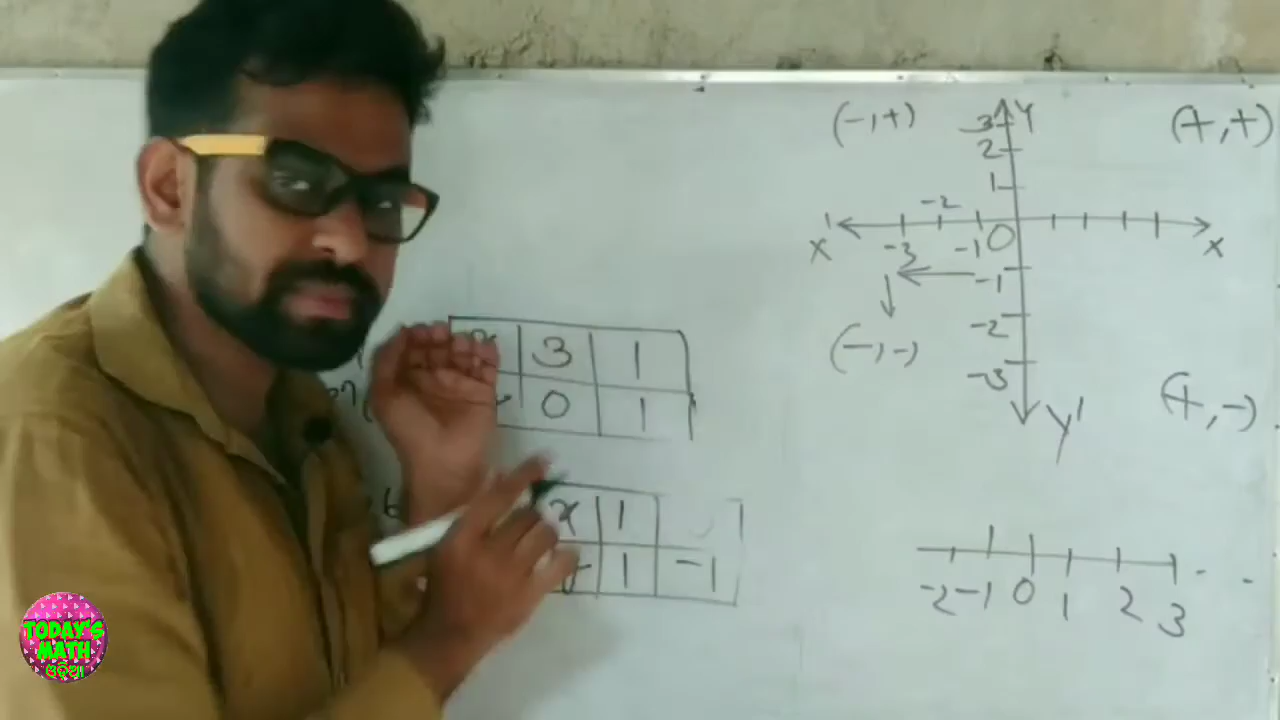 (-,+) Y (+,+)
3
2
1
-2
X' -3 -1 0 X
-1
-2
(-,-)
-3
(+,-)
Y'
3 1
0 1
x 1
y 1 -1
-2 -1 0 1 2 3
TODAY'S
MATH
ଓଡ଼ିଆ